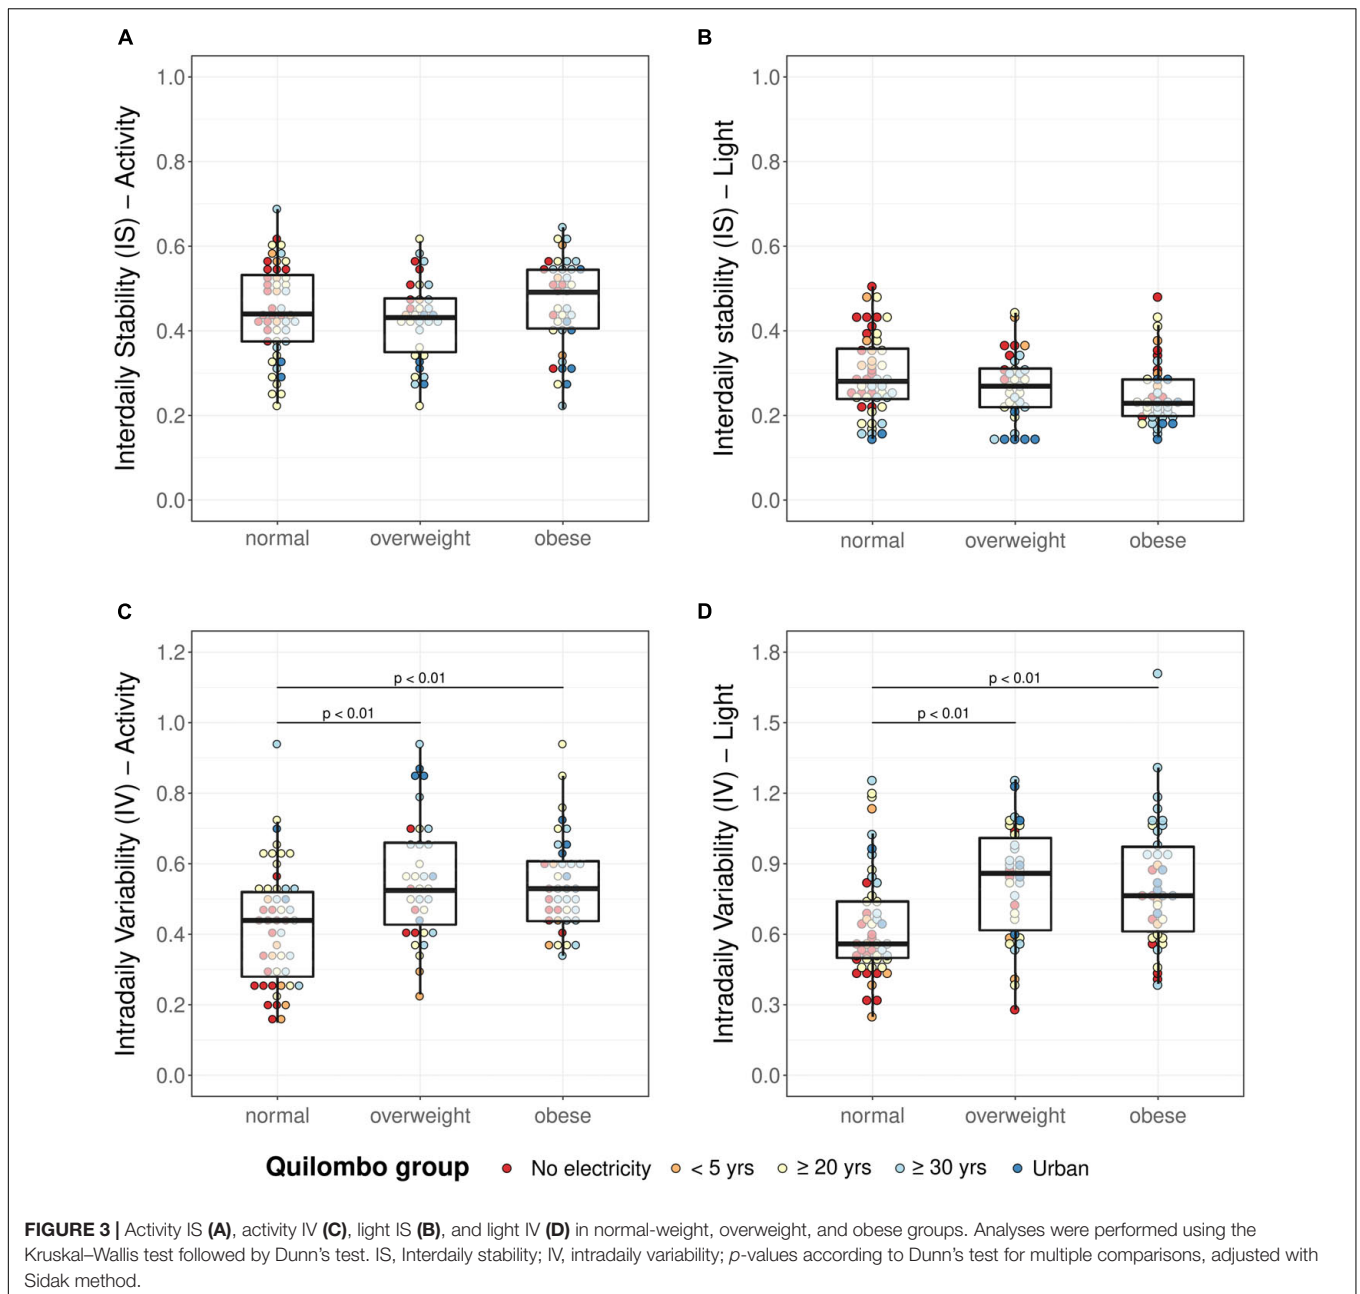 A
Interdaily Stability (IS) – Activity
1.0
0.8
0.6
0.4
0.2
0.0
normal overweight obese
B
Interdaily stability (IS) – Light
1.0
0.8
0.6
0.4
0.2
0.0
normal overweight obese
C
Intradaily Variability (IV) – Activity
1.2
1.0
0.8
0.6
0.4
0.2
0.0
p < 0.01
p < 0.01
normal overweight obese
D
Intradaily Variability (IV) – Light
1.8
1.5
1.2
0.9
0.6
0.3
0.0
p < 0.01
p < 0.01
normal overweight obese
Quilombo group No electricity < 5 yrs ≥ 20 yrs ≥ 30 yrs Urban
FIGURE 3 | Activity IS (A), activity IV (C), light IS (B), and light IV (D) in normal-weight, overweight, and obese groups. Analyses were performed using the
Kruskal–Wallis test followed by Dunn's test. IS, Interdaily stability; IV, intradaily variability; p-values according to Dunn's test for multiple comparisons, adjusted with
Sidak method.